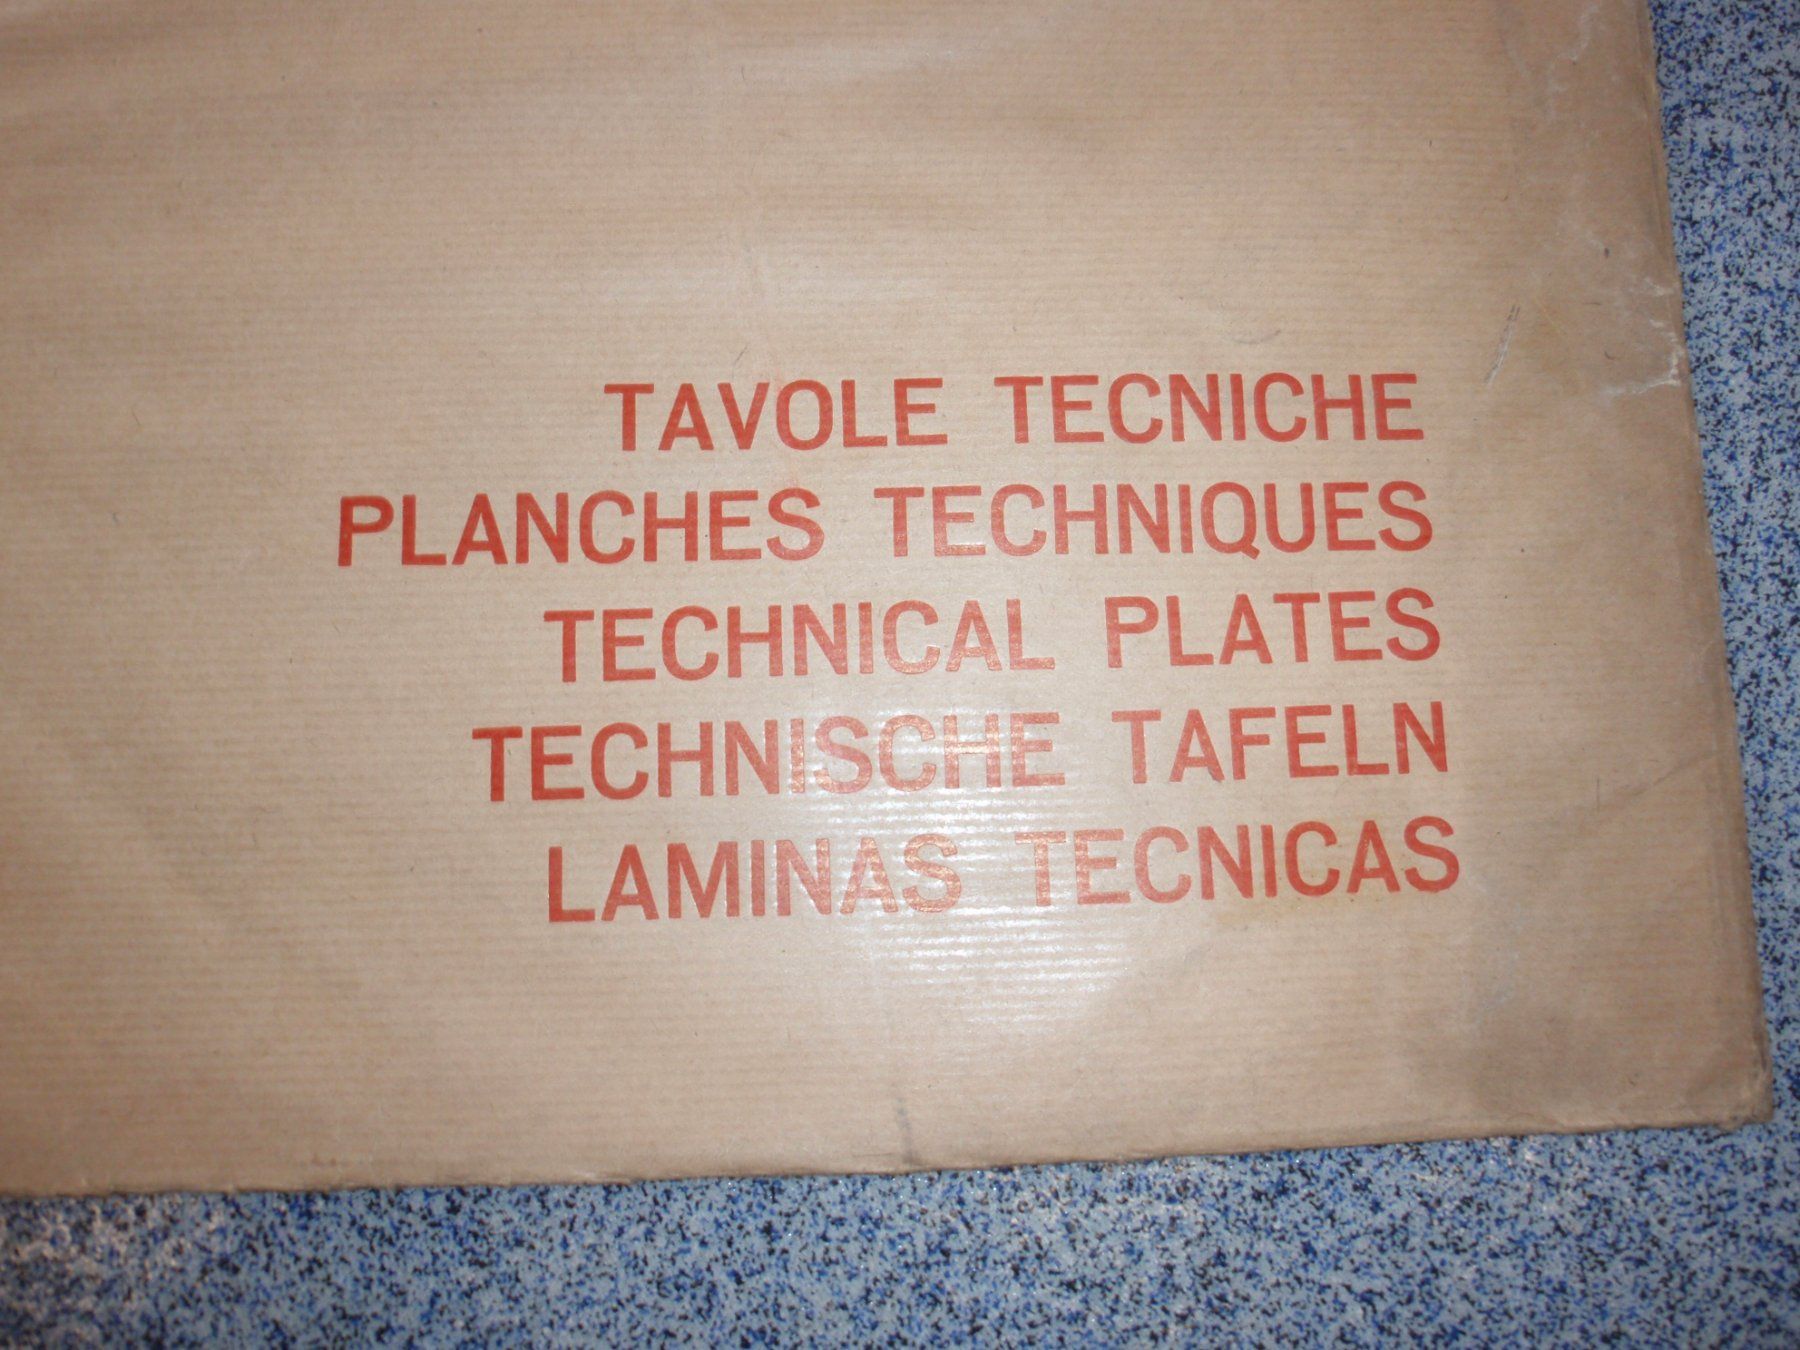 TAVOLE TECNICHE
PLANCHES TECHNIQUES
TECHNICAL PLATES
TECHNISCHE TAFELN
LAMINAS TECNICAS